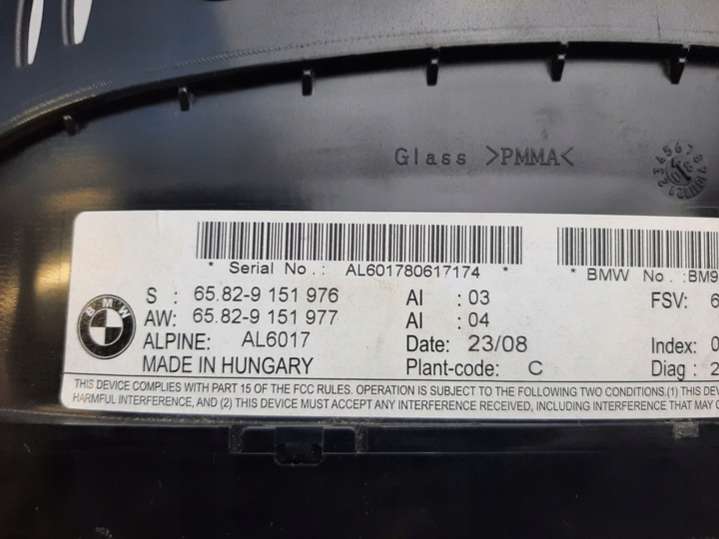 Glass >PMMA<
* Serial No.: AL601780617174 * * BMW No.:BM9
S : 65.82-9 151 976 AI : 03 FSV: 6
AW: 65.82-9 151 977 AI : 04
ALPINE: AL6017 Date: 23/08 Index: 0
MADE IN HUNGARY Plant-code: C Diag : 2
BMW
THIS DEVICE COMPLIES WITH PART 15 OF THE FCC RULES. OPERATION IS SUBJECT TO THE FOLLOWING TWO CONDITIONS.(1) THIS DEV
HARMFUL INTERFERENCE, AND (2) THIS DEVICE MUST ACCEPT ANY INTERFERENCE RECEIVED, INCLUDING INTERFERENCE THAT MAY C